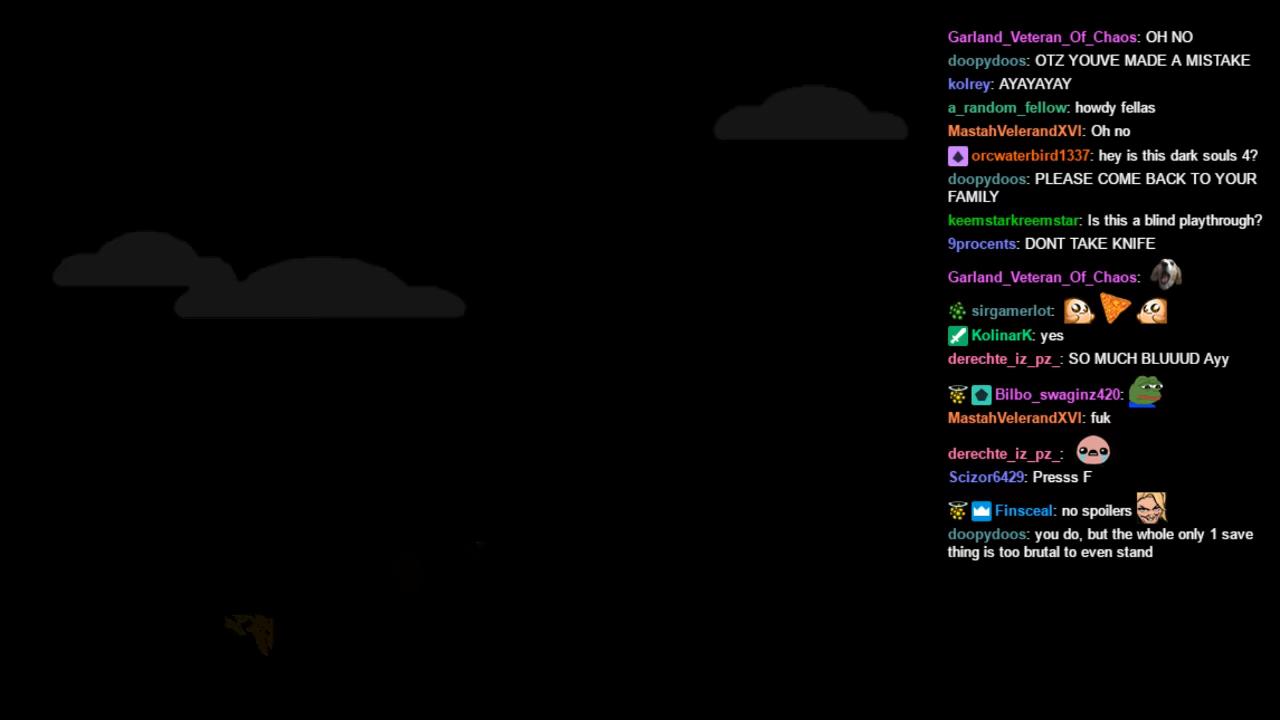 Garland_Veteran_Of_Chaos: OH NO
doopydoos: OTZ YOUVE MADE A MISTAKE
kolrey: AYAYAYAY
a_random_fellow: howdy fellas
MastahVelerandXVI: Oh no
orcwaterbird1337: hey is this dark souls 4?
doopydoos: PLEASE COME BACK TO YOUR
FAMILY
keemstarkreemstar: Is this a blind playthrough?
9procents: DONT TAKE KNIFE
Garland_Veteran_Of_Chaos:
sirgamerlot:
KolinarK: yes
derechte_iz_pz_: SO MUCH BLUUUD Ayy
Bilbo_swaginz420:
MastahVelerandXVI: fuk
derechte_iz_pz_:
Scizor6429: Presss F
Finsceal: no spoilers
doopydoos: you do, but the whole only 1 save
thing is too brutal to even stand